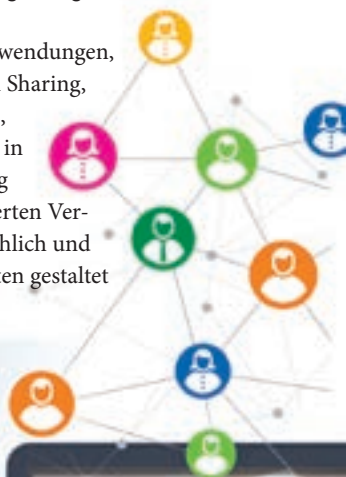 wendungen,
Sharing,
,
in
g
erten Ver-
hlich und
ten gestaltet